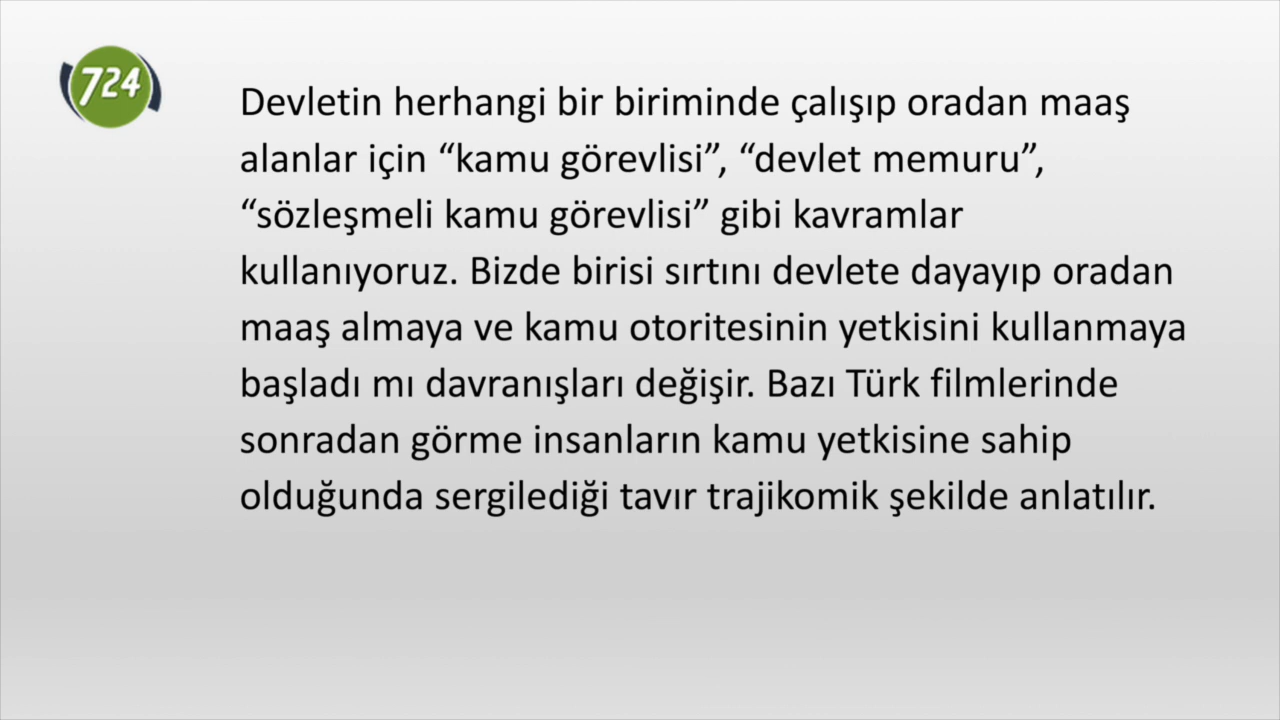 724
Devletin herhangi bir biriminde çalışıp oradan maaş
alanlar için “kamu görevlisi”, “devlet memuru”,
“sözleşmeli kamu görevlisi” gibi kavramlar
kullanıyoruz. Bizde birisi sırtını devlete dayayıp oradan
maaş almaya ve kamu otoritesinin yetkisini kullanmaya
başladı mı davranışları değişir. Bazı Türk filmlerinde
sonradan görme insanların kamu yetkisine sahip
olduğunda sergilediği tavır trajikomik şekilde anlatılır.